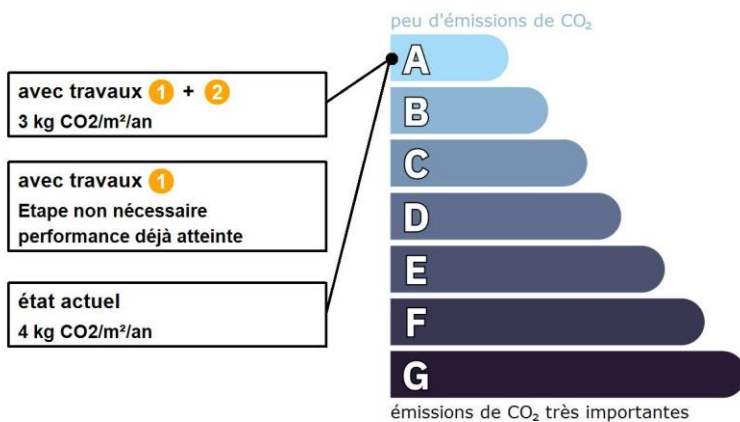 peu d'émissions de CO₂
avec travaux 1 + 2
3 kg CO2/m²/an
avec travaux 1
Etape non nécessaire
performance déjà atteinte
état actuel
4 kg CO2/m²/an
A
B
C
D
E
F
G
émissions de CO₂ très importantes